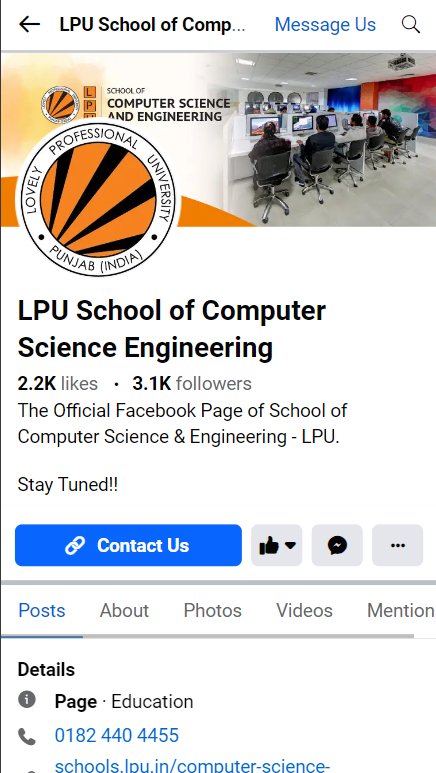 LPU School of Comp...
Message Us
L
P
U
SCHOOL OF
COMPUTER SCIENCE
AND ENGINEERING
LOVELY PROFESSIONAL UNIVERSITY
PUNJAB (INDIA)
LPU School of Computer
Science Engineering
2.2K likes · 3.1K followers
The Official Facebook Page of School of
Computer Science & Engineering - LPU.
Stay Tuned!!
Contact Us
Posts About Photos Videos Mention
Details
Page · Education
0182 440 4455
schools.lpu.in/computer-science-